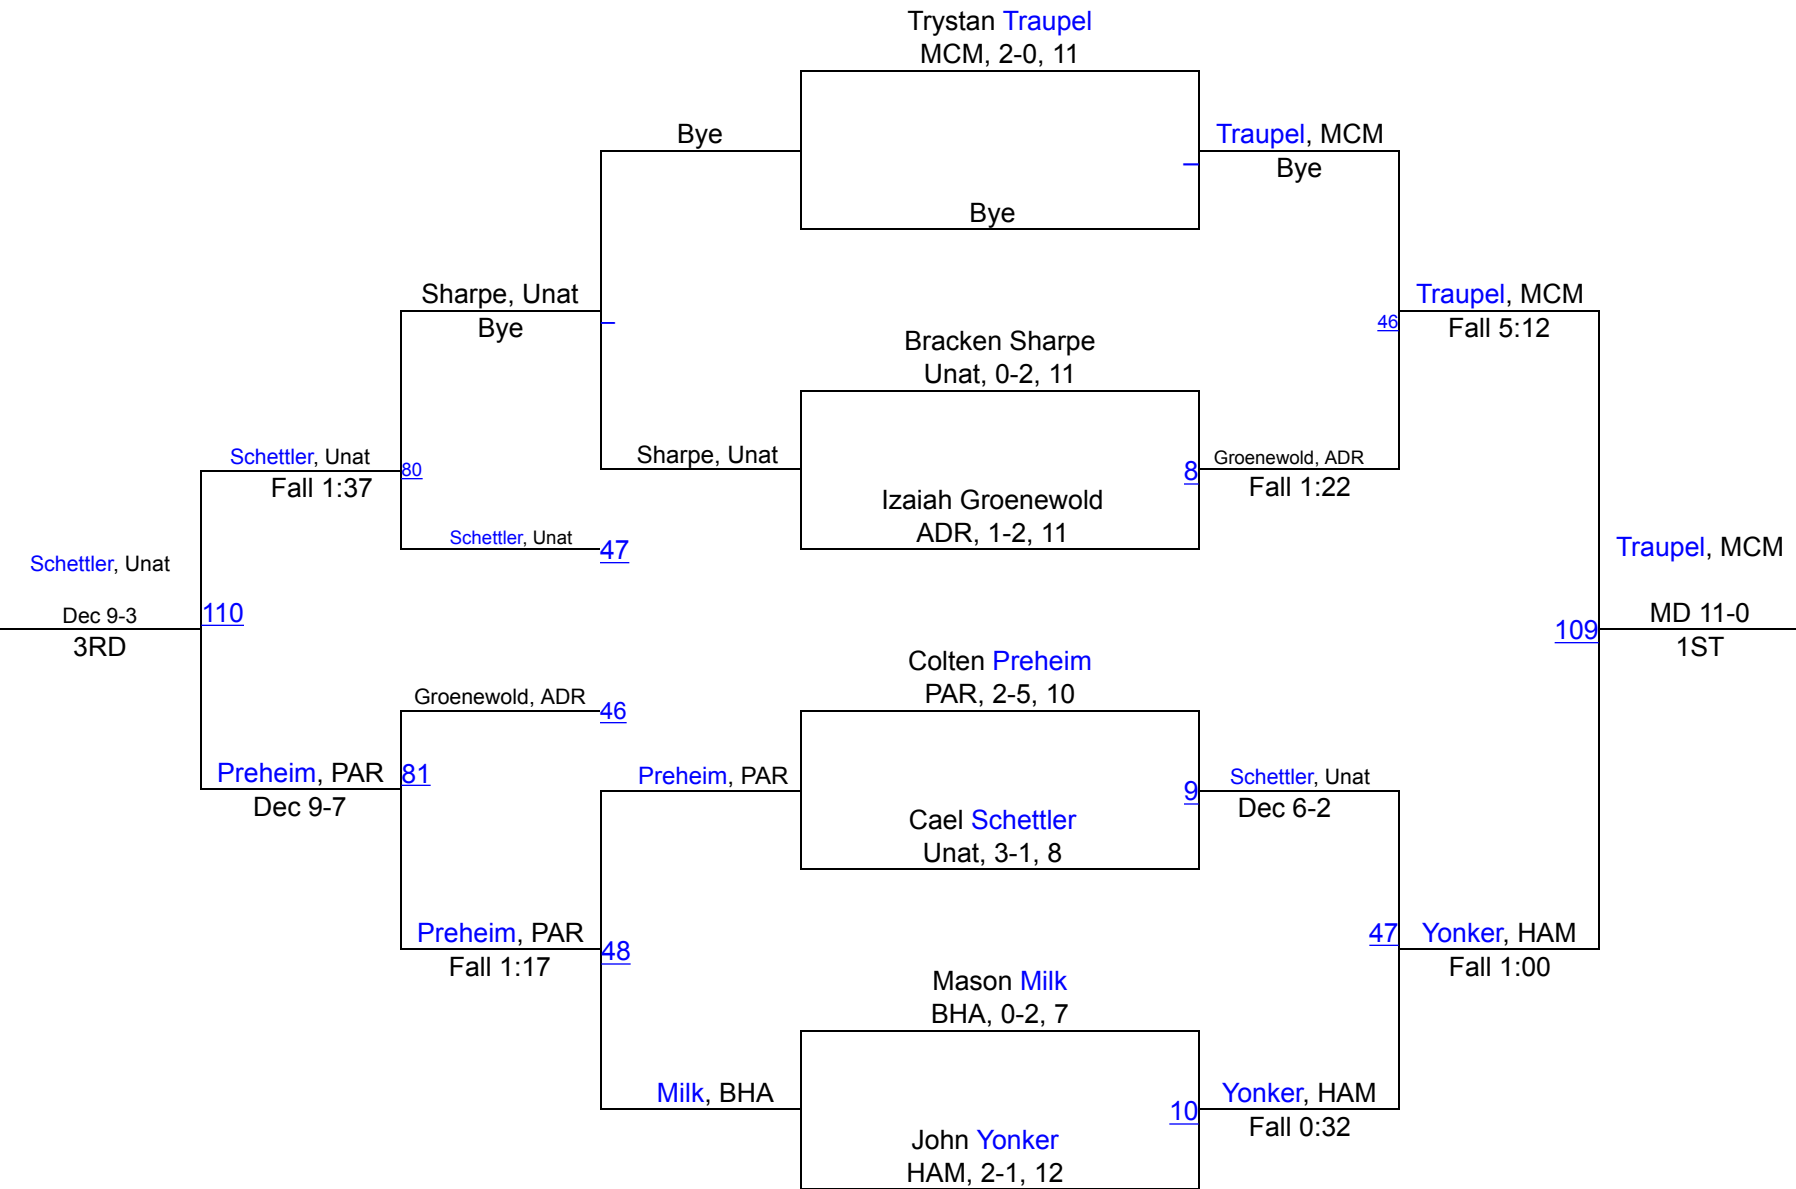 Trystan Traupel
MCM, 2-0, 11
Bye
Traupel, MCM
Bye
Bye
Sharpe, Unat
Bye
Traupel, MCM
46
Fall 5:12
Bracken Sharpe
Unat, 0-2, 11
Schettler, Unat
80
Fall 1:37
Sharpe, Unat
8
Groenewold, ADR
Fall 1:22
Izaiah Groenewold
ADR, 1-2, 11
Schettler, Unat
47
Schettler, Unat
Traupel, MCM
Dec 9-3
110
3RD
109
MD 11-0
1ST
Colten Preheim
PAR, 2-5, 10
Groenewold, ADR
46
Preheim, PAR
81
Dec 9-7
Preheim, PAR
9
Schettler, Unat
Dec 6-2
Cael Schettler
Unat, 3-1, 8
Preheim, PAR
48
Fall 1:17
47
Yonker, HAM
Fall 1:00
Mason Milk
BHA, 0-2, 7
Milk, BHA
10
Yonker, HAM
Fall 0:32
John Yonker
HAM, 2-1, 12